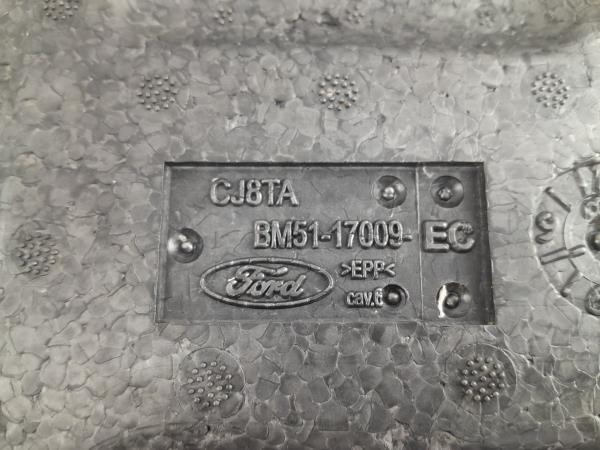 CJ8TA
BM51-17009-EC
Ford
>EPP<
cav.6